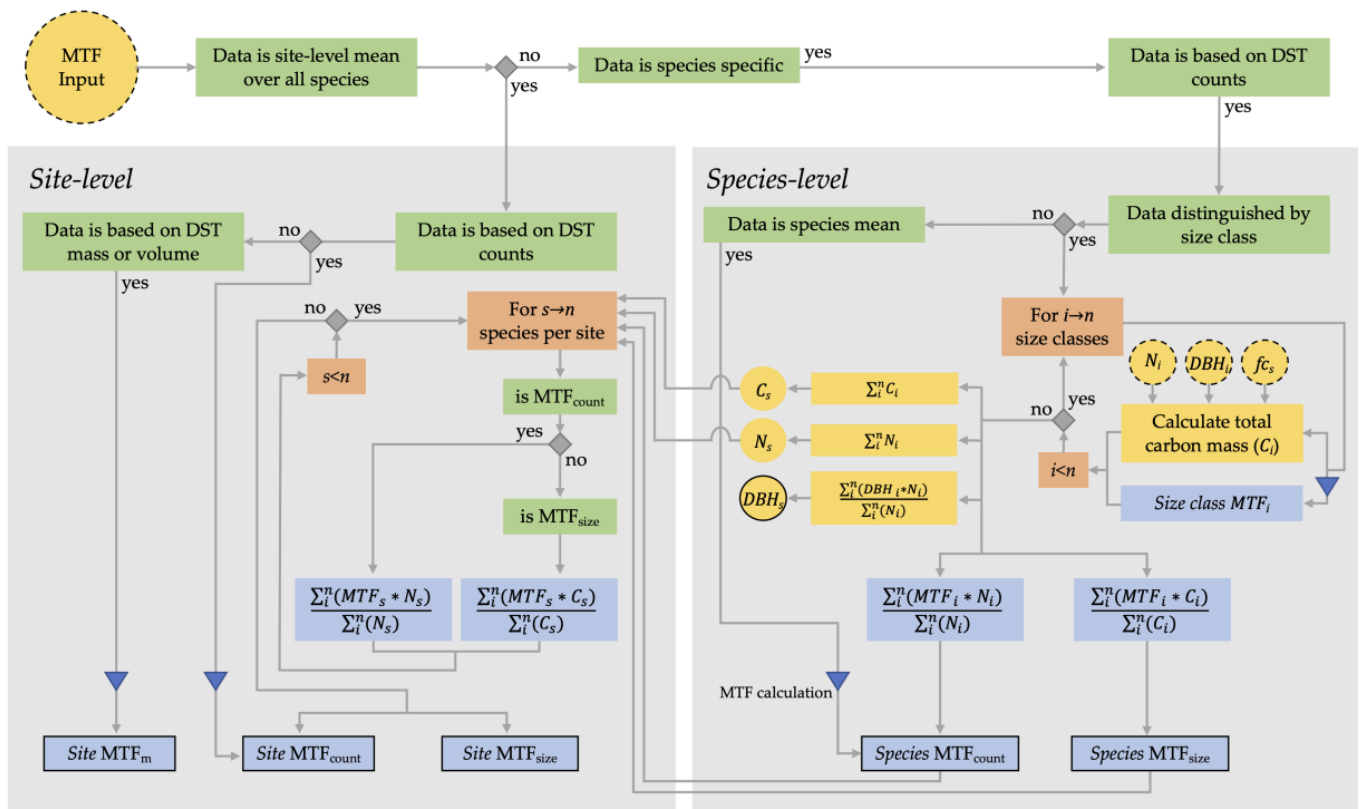 MTF
Input
Data is site-level mean
over all species
no
yes
Data is species specific
yes
Data is based on DST
counts
yes
Site-level
Data is based on DST
mass or volume
yes
no
yes
Data is based on DST
counts
no
yes
For s→n
species per site
s<n
is MTFcount
yes
no
is MTFsize
∑ᵢⁿ(MTFₛ * Nₛ)
∑ᵢⁿ(Nₛ)
∑ᵢⁿ(MTFₛ * Cₛ)
∑ᵢⁿ(Cₛ)
Site MTFm
Site MTFcount
Site MTFsize
Species-level
Data is species mean
yes
no
yes
Data distinguished by
size class
For i→n
size classes
Nᵢ
DBHᵢ
fcₛ
Calculate total
carbon mass (Cᵢ)
no
yes
i<n
Size class MTFᵢ
Cₛ
∑ᵢⁿ Cᵢ
Nₛ
∑ᵢⁿ Nᵢ
DBHₛ
∑ᵢⁿ(DBHᵢ*Nᵢ)
∑ᵢⁿ(Nᵢ)
∑ᵢⁿ(MTFᵢ * Nᵢ)
∑ᵢⁿ(Nᵢ)
∑ᵢⁿ(MTFᵢ * Cᵢ)
∑ᵢⁿ(Cᵢ)
MTF calculation
Species MTFcount
Species MTFsize